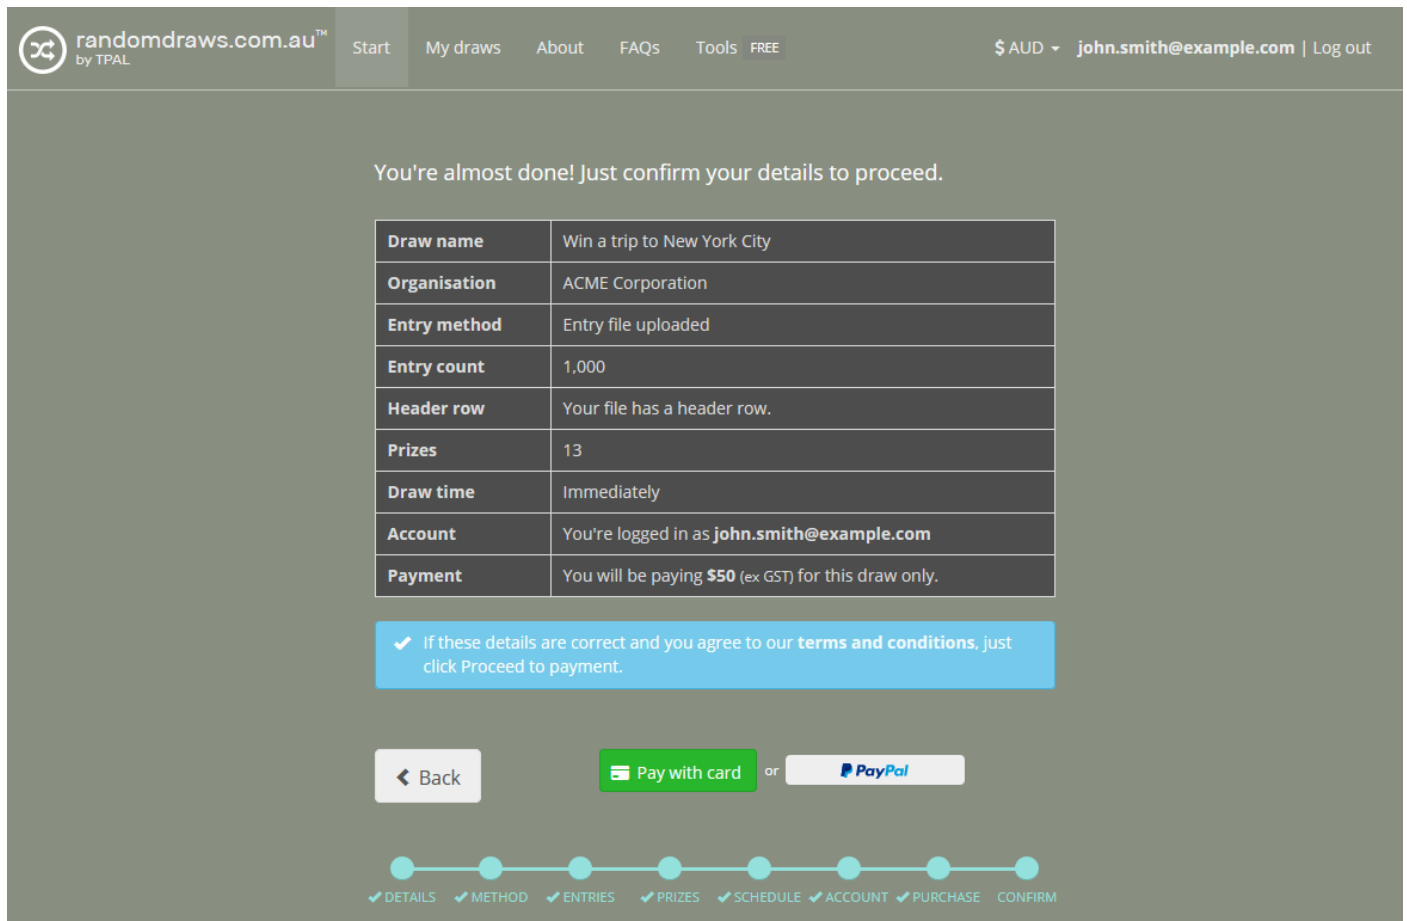 randomdraws.com.au™
by TPAL
Start My draws About FAQs Tools FREE $ AUD john.smith@example.com | Log out
You're almost done! Just confirm your details to proceed.
Draw name Win a trip to New York City
Organisation ACME Corporation
Entry method Entry file uploaded
Entry count 1,000
Header row Your file has a header row.
Prizes 13
Draw time Immediately
Account You're logged in as john.smith@example.com
Payment You will be paying $50 (ex GST) for this draw only.
If these details are correct and you agree to our terms and conditions, just
click Proceed to payment.
Back Pay with card or PayPal
DETAILS METHOD ENTRIES PRIZES SCHEDULE ACCOUNT PURCHASE CONFIRM